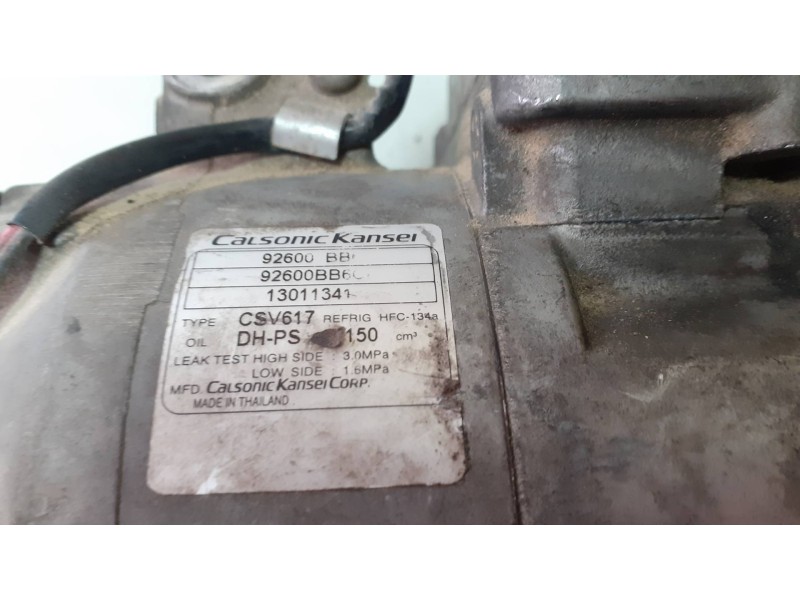 Calsonic Kansei
92600 BB
92600BB60
13011341
TYPE CSV617 REFRIG HFC-134a
OIL DH-PS 150 cm³
LEAK TEST HIGH SIDE : 3.0MPa
LOW SIDE : 1.6MPa
MFD. CALSONIC KANSEI CORP.
MADE IN THAILAND